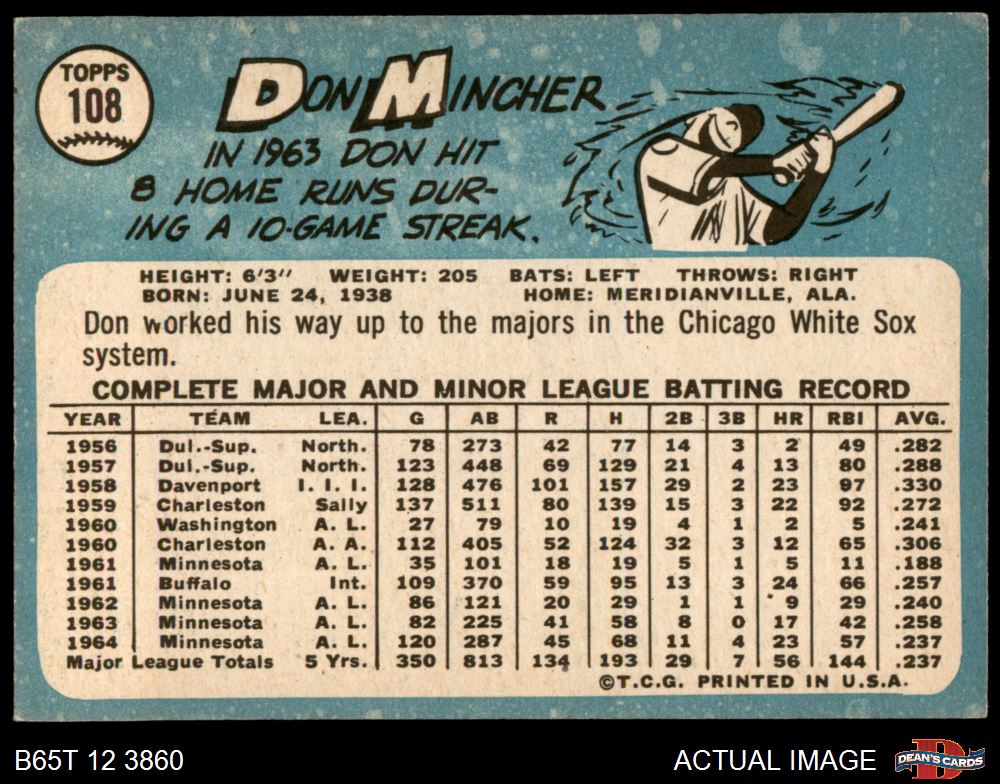 TOPPS
108
DON MINCHER
IN 1963 DON HIT
8 HOME RUNS DUR-
ING A 10-GAME STREAK.
HEIGHT: 6'3" WEIGHT: 205 BATS: LEFT THROWS: RIGHT
BORN: JUNE 24, 1938 HOME: MERIDIANVILLE, ALA.
Don worked his way up to the majors in the Chicago White Sox
system.
COMPLETE MAJOR AND MINOR LEAGUE BATTING RECORD
YEAR TEAM LEA. G AB R H 2B 3B HR RBI AVG.
1956 Dul.-Sup. North. 78 273 42 77 14 3 2 49 .282
1957 Dul.-Sup. North. 123 448 69 129 21 4 13 80 .288
1958 Davenport I. I. I. 128 476 101 157 29 2 23 97 .330
1959 Charleston Sally 137 511 80 139 15 3 22 92 .272
1960 Washington A. L. 27 79 10 19 4 1 2 5 .241
1960 Charleston A. A. 112 405 52 124 32 3 12 65 .306
1961 Minnesota A. L. 35 101 18 19 5 1 5 11 .188
1961 Buffalo Int. 109 370 59 95 13 3 24 66 .257
1962 Minnesota A. L. 86 121 20 29 1 1 9 29 .240
1963 Minnesota A. L. 82 225 41 58 8 0 17 42 .258
1964 Minnesota A. L. 120 287 45 68 11 4 23 57 .237
Major League Totals 5 Yrs. 350 813 134 193 29 7 56 144 .237
©T.C.G. PRINTED IN U.S.A.
B65T 12 3860
ACTUAL IMAGE
DEAN'S CARDS